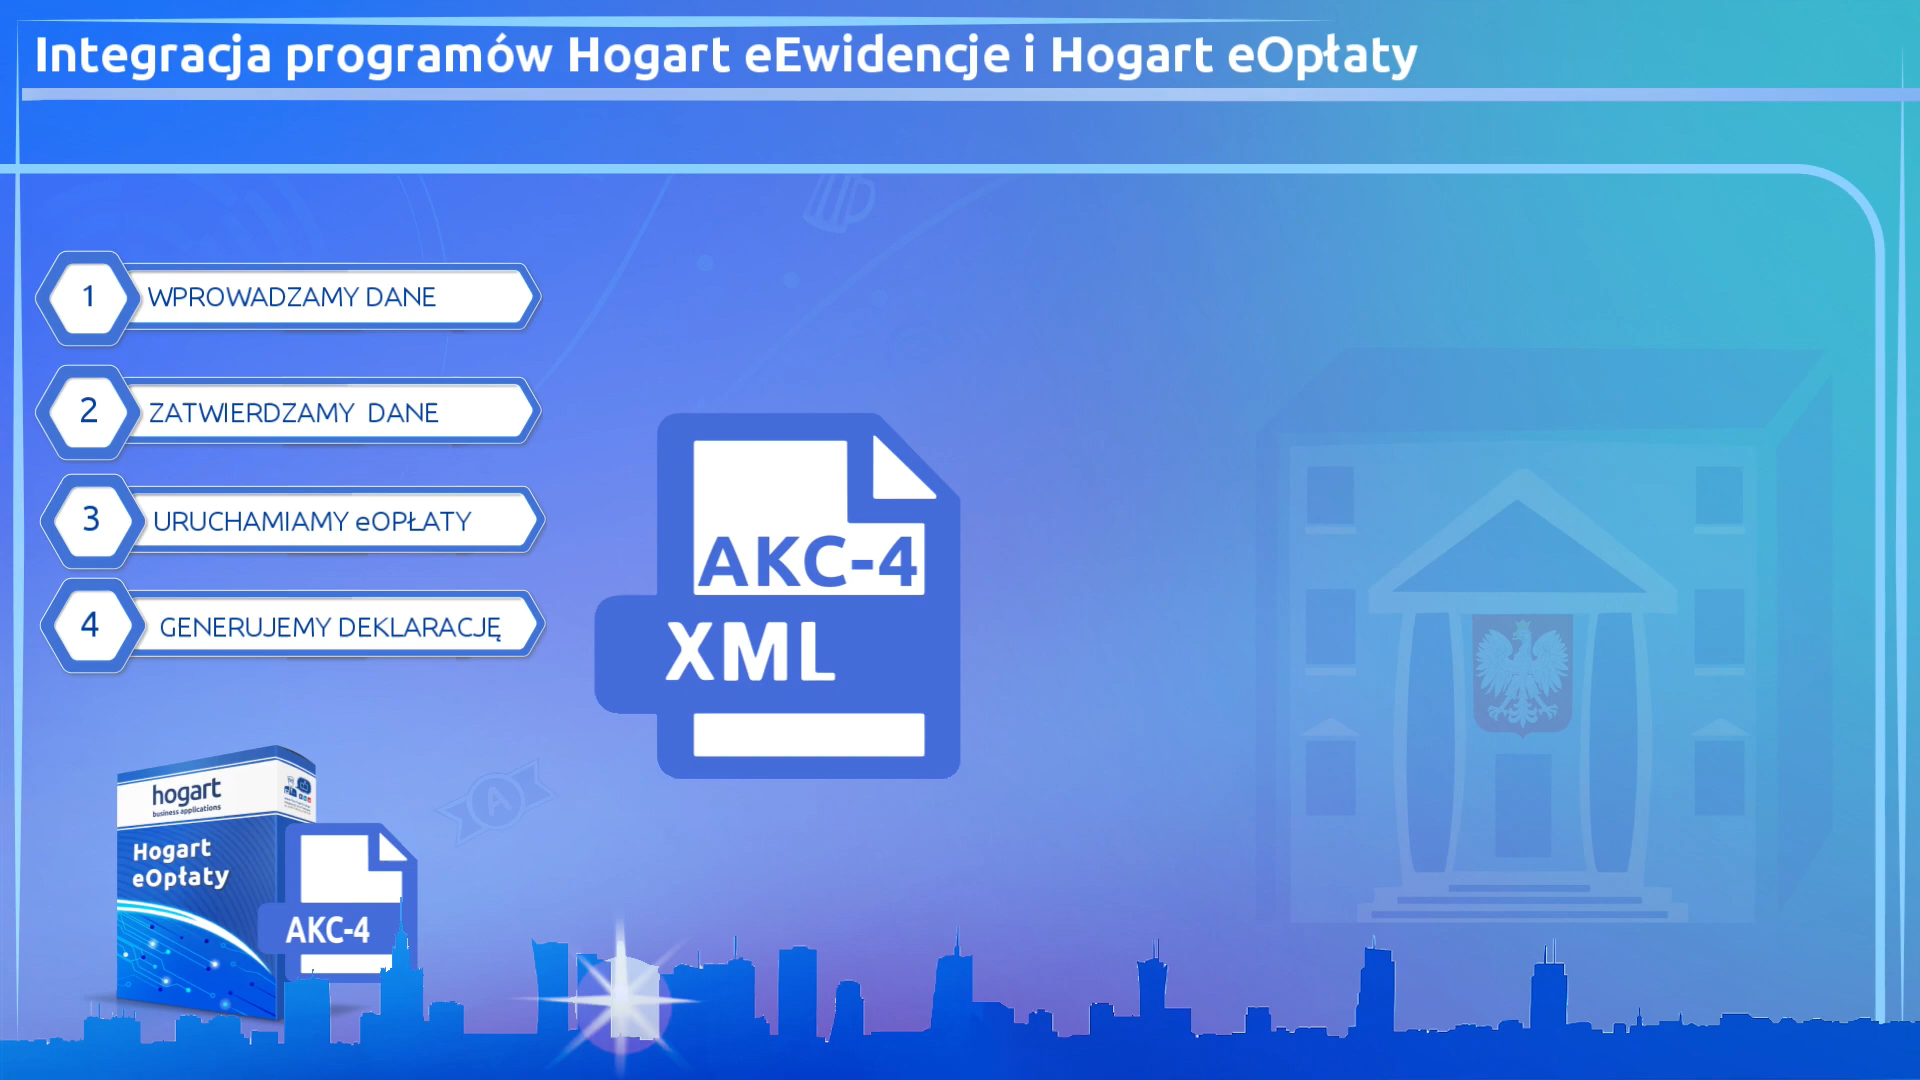 Integracja programów Hogart eEwidencje i Hogart eOpłaty
1 WPROWADZAMY DANE
2 ZATWIERDZAMY DANE
3 URUCHAMIAMY eOPŁATY
4 GENERUJEMY DEKLARACJĘ
AKC-4
XML
hogart
business applications
Hogart
eOpłaty
AKC-4
A